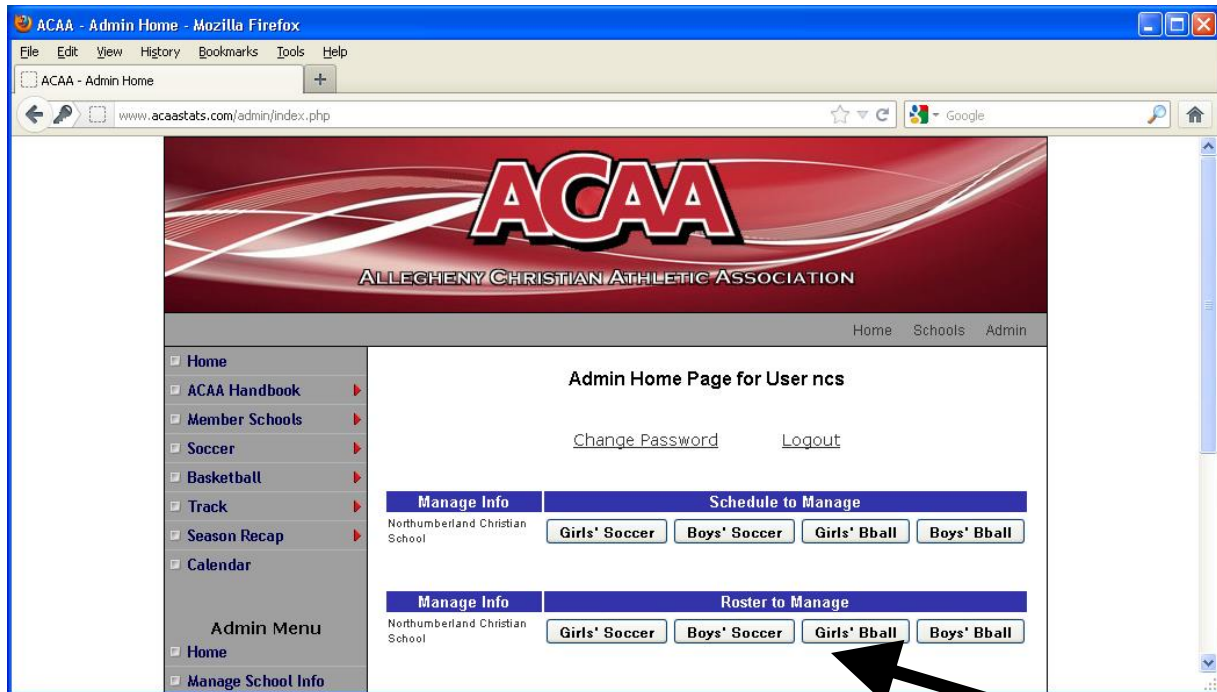 ACAA - Admin Home - Mozilla Firefox
File Edit View History Bookmarks Tools Help
ACAA - Admin Home
www.acaastats.com/admin/index.php
Google
ACAA
ALLEGHENY CHRISTIAN ATHLETIC ASSOCIATION
Home Schools Admin
Home
ACAA Handbook
Member Schools
Soccer
Basketball
Track
Season Recap
Calendar
Admin Menu
Home
Manage School Info
Admin Home Page for User ncs
Change Password Logout
Manage Info Schedule to Manage
Northumberland Christian
School
Girls' Soccer Boys' Soccer Girls' Bball Boys' Bball
Manage Info Roster to Manage
Northumberland Christian
School
Girls' Soccer Boys' Soccer Girls' Bball Boys' Bball